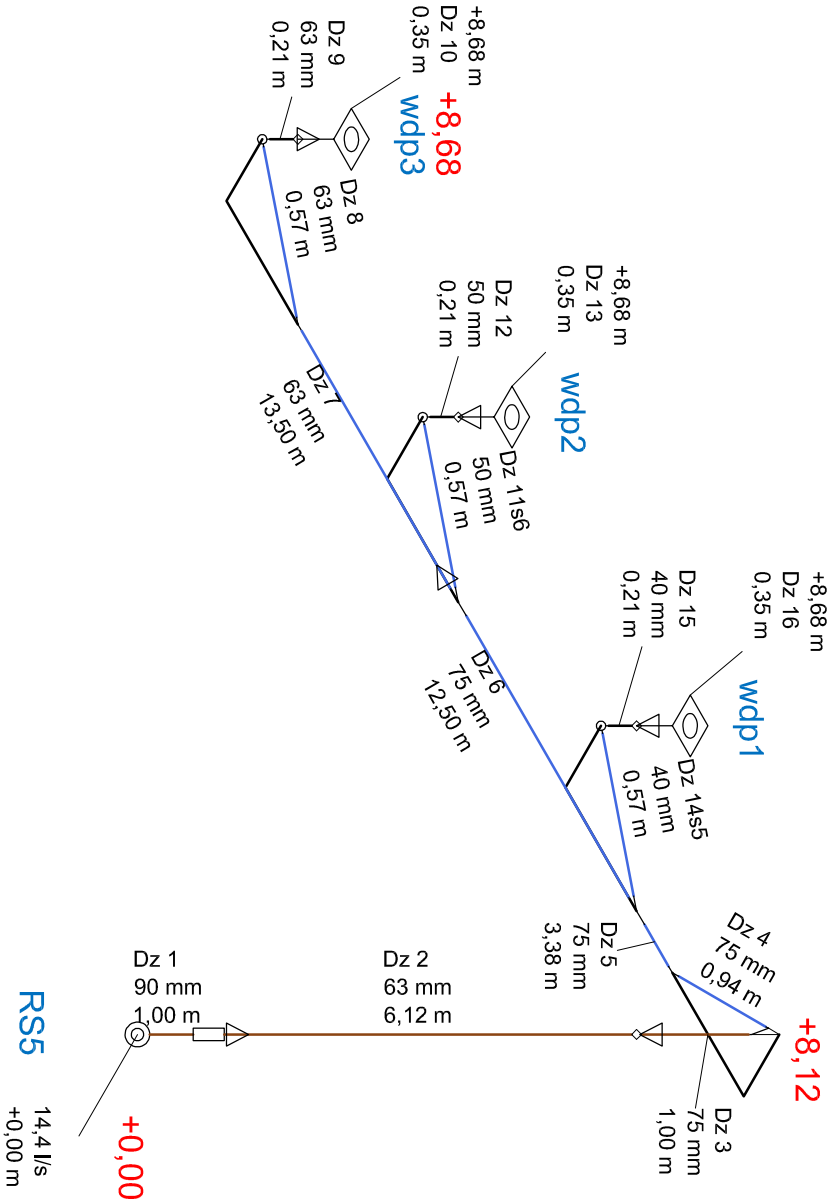 +8,68 m
Dz 10
0,35 m
Dz 9
63 mm
0,21 m
+8,68
wdp3
Dz 8
63 mm
0,57 m
Dz 7
63 mm
13,50 m
+8,68 m
Dz 13
0,35 m
Dz 12
50 mm
0,21 m
wdp2
Dz 11s6
50 mm
0,57 m
Dz 6
75 mm
12,50 m
+8,68 m
Dz 16
0,35 m
Dz 15
40 mm
0,21 m
wdp1
Dz 14s5
40 mm
0,57 m
Dz 5
75 mm
3,38 m
Dz 4
75 mm
0,94 m
+8,12
Dz 3
75 mm
1,00 m
Dz 2
63 mm
6,12 m
Dz 1
90 mm
1,00 m
RS5
+0,00
14,4 l/s
+0,00 m